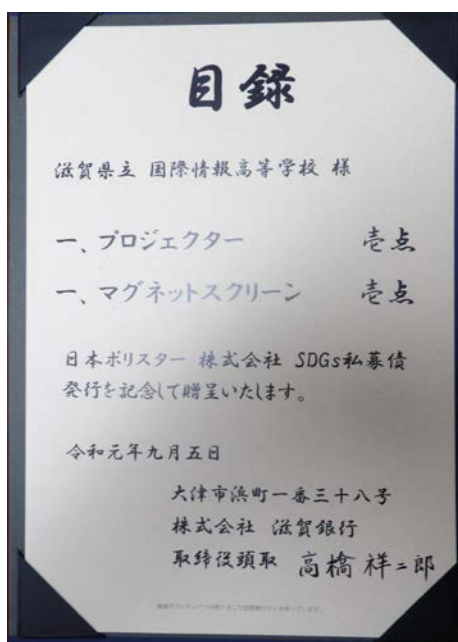 目録
滋賀県立 国際情報高等学校 様
一、プロジェクター 壱点
一、マグネットスクリーン 壱点
日本ポリスター 株式会社 SDGs私募債
発行を記念して贈呈いたします。
令和元年九月五日
大津市浜町一番三十八号
株式会社 滋賀銀行
取締役頭取 高橋祥二郎